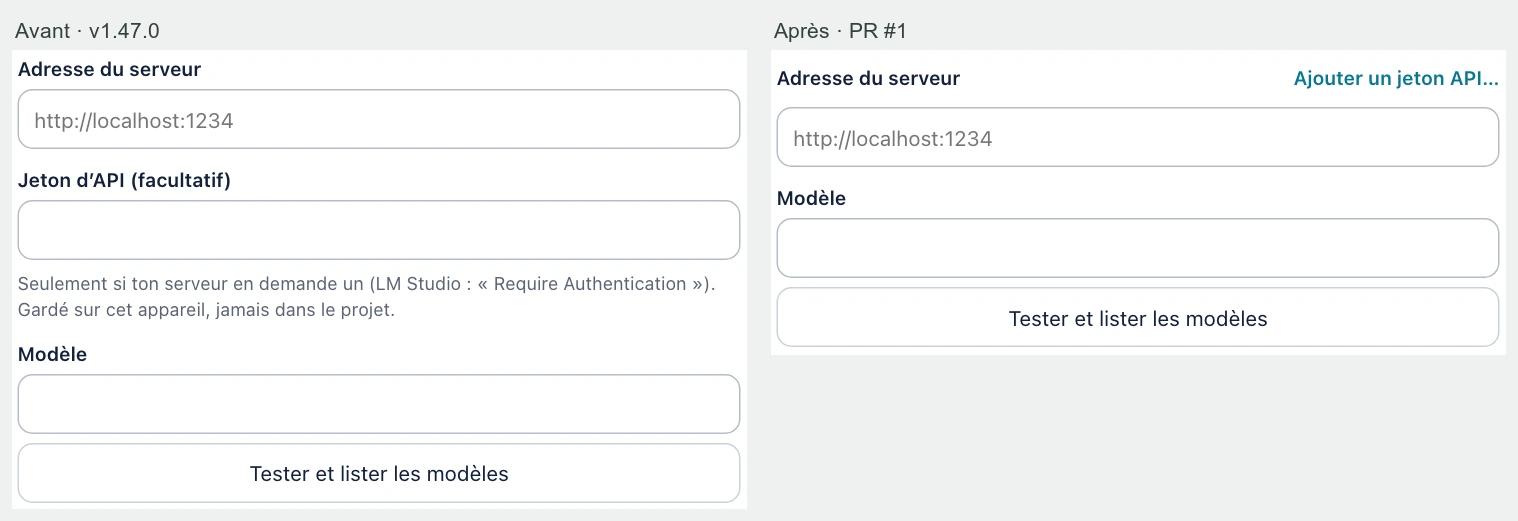 Avant · v1.47.0
Adresse du serveur
http://localhost:1234
Jeton d’API (facultatif)
Seulement si ton serveur en demande un (LM Studio : « Require Authentication »).
Gardé sur cet appareil, jamais dans le projet.
Modèle
Tester et lister les modèles
Après · PR #1
Adresse du serveur
Ajouter un jeton API...
http://localhost:1234
Modèle
Tester et lister les modèles